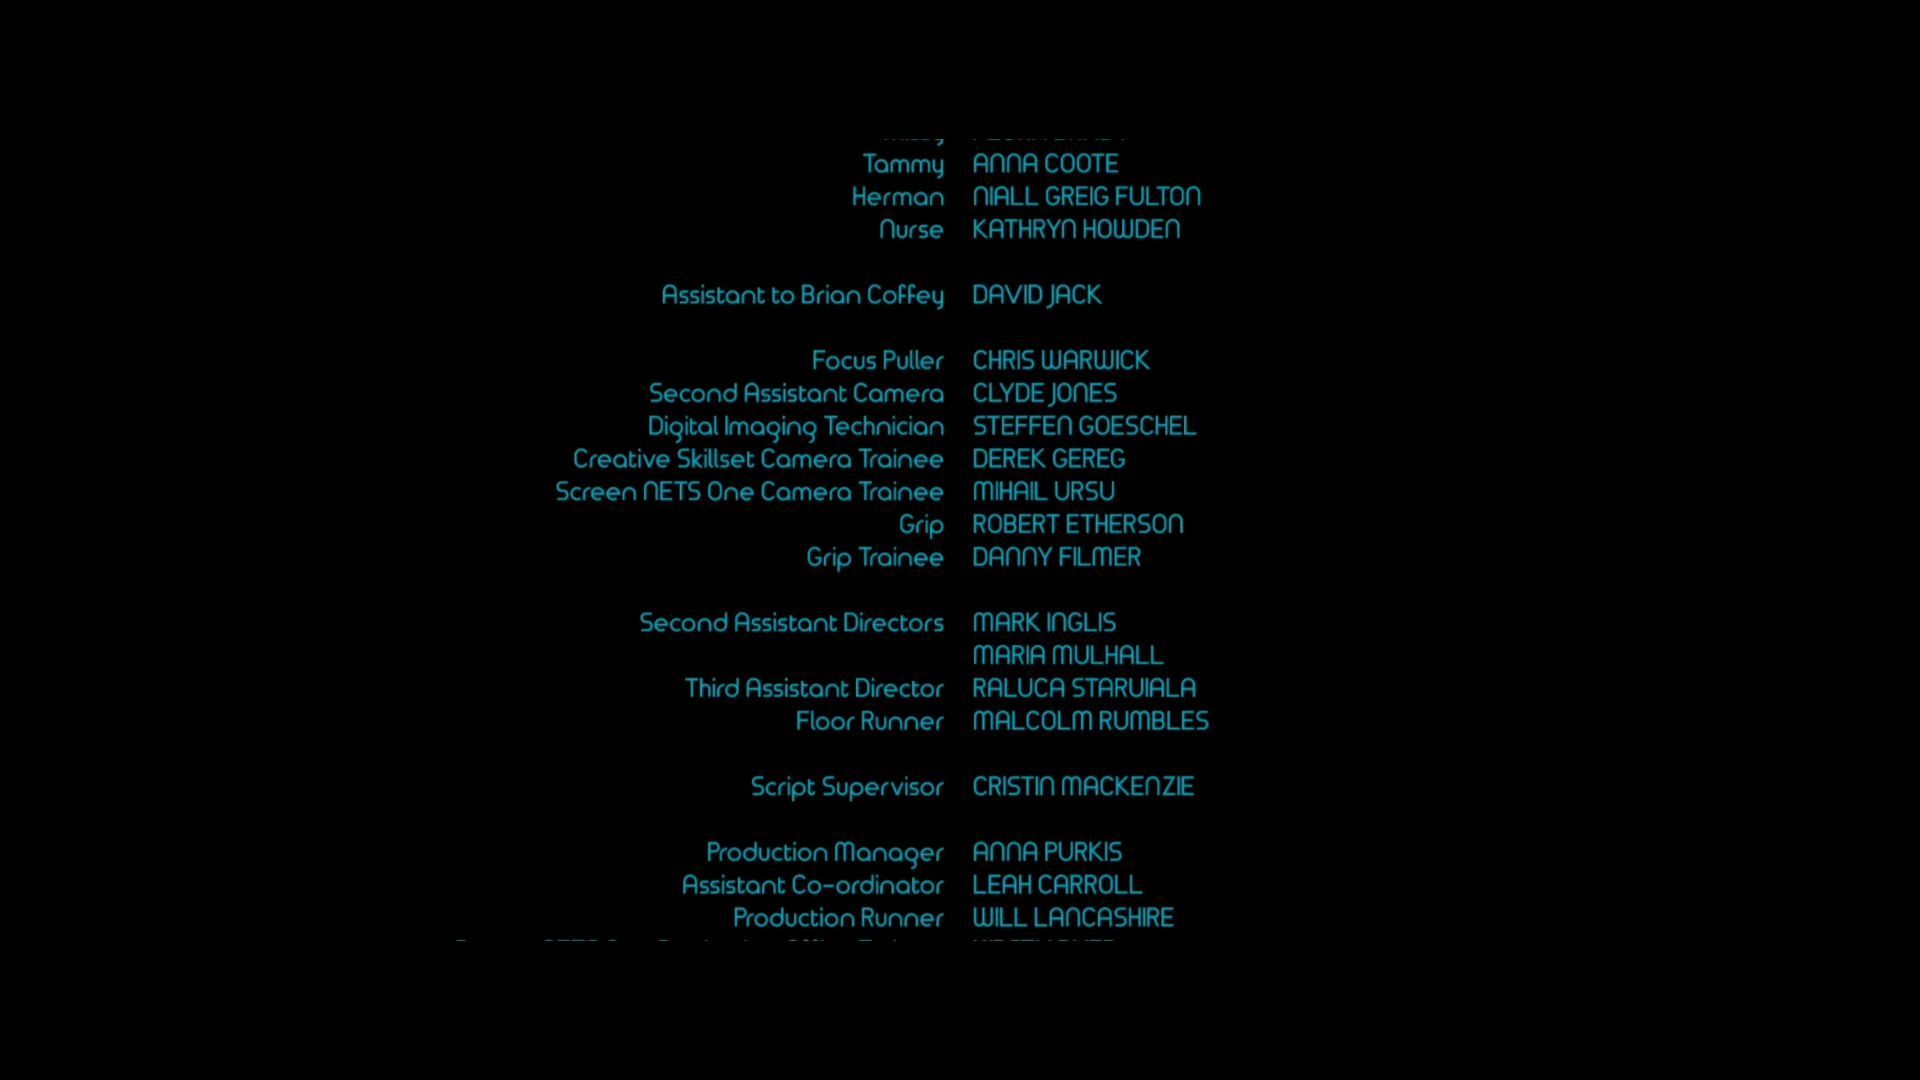 Tammy ANNA COOTE
Herman NIALL GREIG FULTON
Nurse KATHRYN HOWDEN
Assistant to Brian Coffey DAVID JACK
Focus Puller CHRIS WARWICK
Second Assistant Camera CLYDE JONES
Digital Imaging Technician STEFFEN GOESCHEL
Creative Skillset Camera Trainee DEREK GEREG
Screen NETS One Camera Trainee MIHAIL URSU
Grip ROBERT ETHERSON
Grip Trainee DANNY FILMER
Second Assistant Directors MARK INGLIS
MARIA MULHALL
Third Assistant Director RALUCA STARUIALA
Floor Runner MALCOLM RUMBLES
Script Supervisor CRISTIN MACKENZIE
Production Manager ANNA PURKIS
Assistant Co-ordinator LEAH CARROLL
Production Runner WILL LANCASHIRE